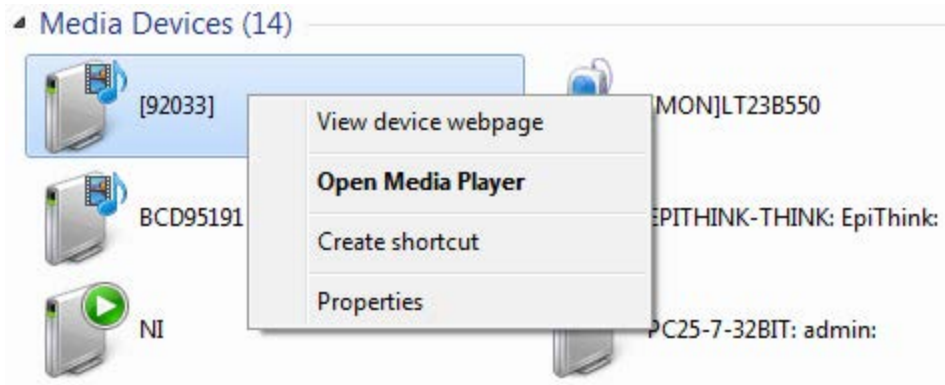 Media Devices (14)
[92033]
View device webpage
MON]LT23B550
Open Media Player
BCD95191
EPITHINK-THINK: EpiThink:
Create shortcut
Properties
NI
PC25-7-32BIT: admin: